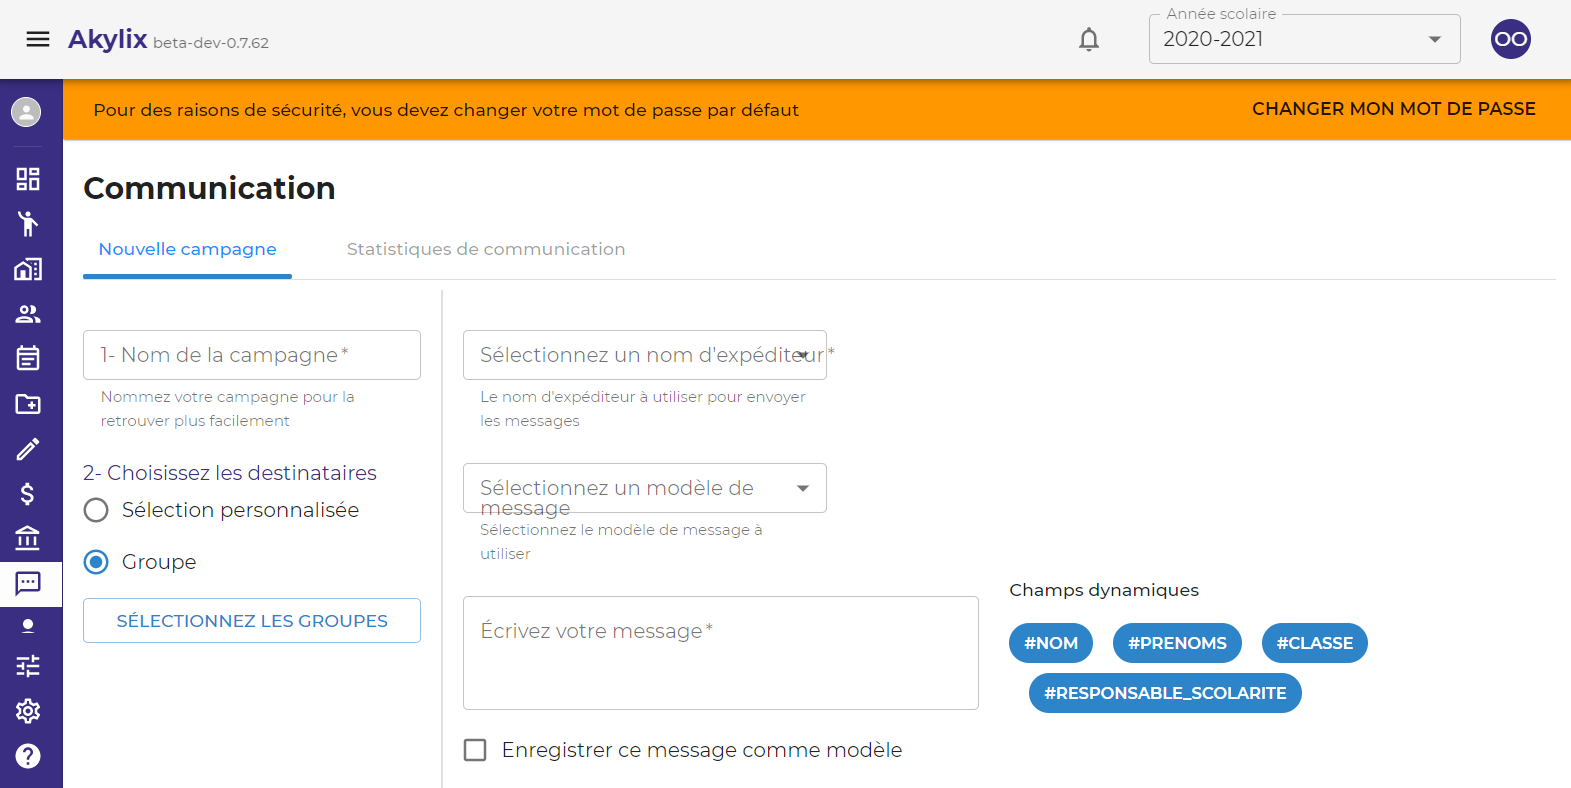 Akylix beta-dev-0.7.62
Année scolaire
2020-2021
OO
Pour des raisons de sécurité, vous devez changer votre mot de passe par défaut
CHANGER MON MOT DE PASSE
Communication
Nouvelle campagne
Statistiques de communication
1- Nom de la campagne *
Nommez votre campagne pour la
retrouver plus facilement
2- Choisissez les destinataires
Sélection personnalisée
Groupe
SÉLECTIONNEZ LES GROUPES
Sélectionnez un nom d'expéditeur *
Le nom d'expéditeur à utiliser pour envoyer
les messages
Sélectionnez un modèle de
message
Sélectionnez le modèle de message à
utiliser
Écrivez votre message *
Enregistrer ce message comme modèle
Champs dynamiques
#NOM
#PRENOMS
#CLASSE
#RESPONSABLE_SCOLARITE